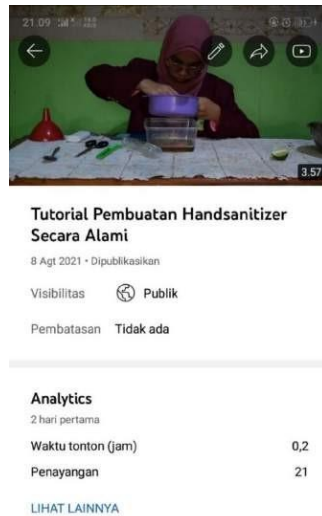 21.09
3.57
Tutorial Pembuatan Handsanitizer
Secara Alami
8 Agt 2021 • Dipublikasikan
Visibilitas Publik
Pembatasan Tidak ada
Analytics
2 hari pertama
Waktu tonton (jam) 0,2
Penayangan 21
LIHAT LAINNYA